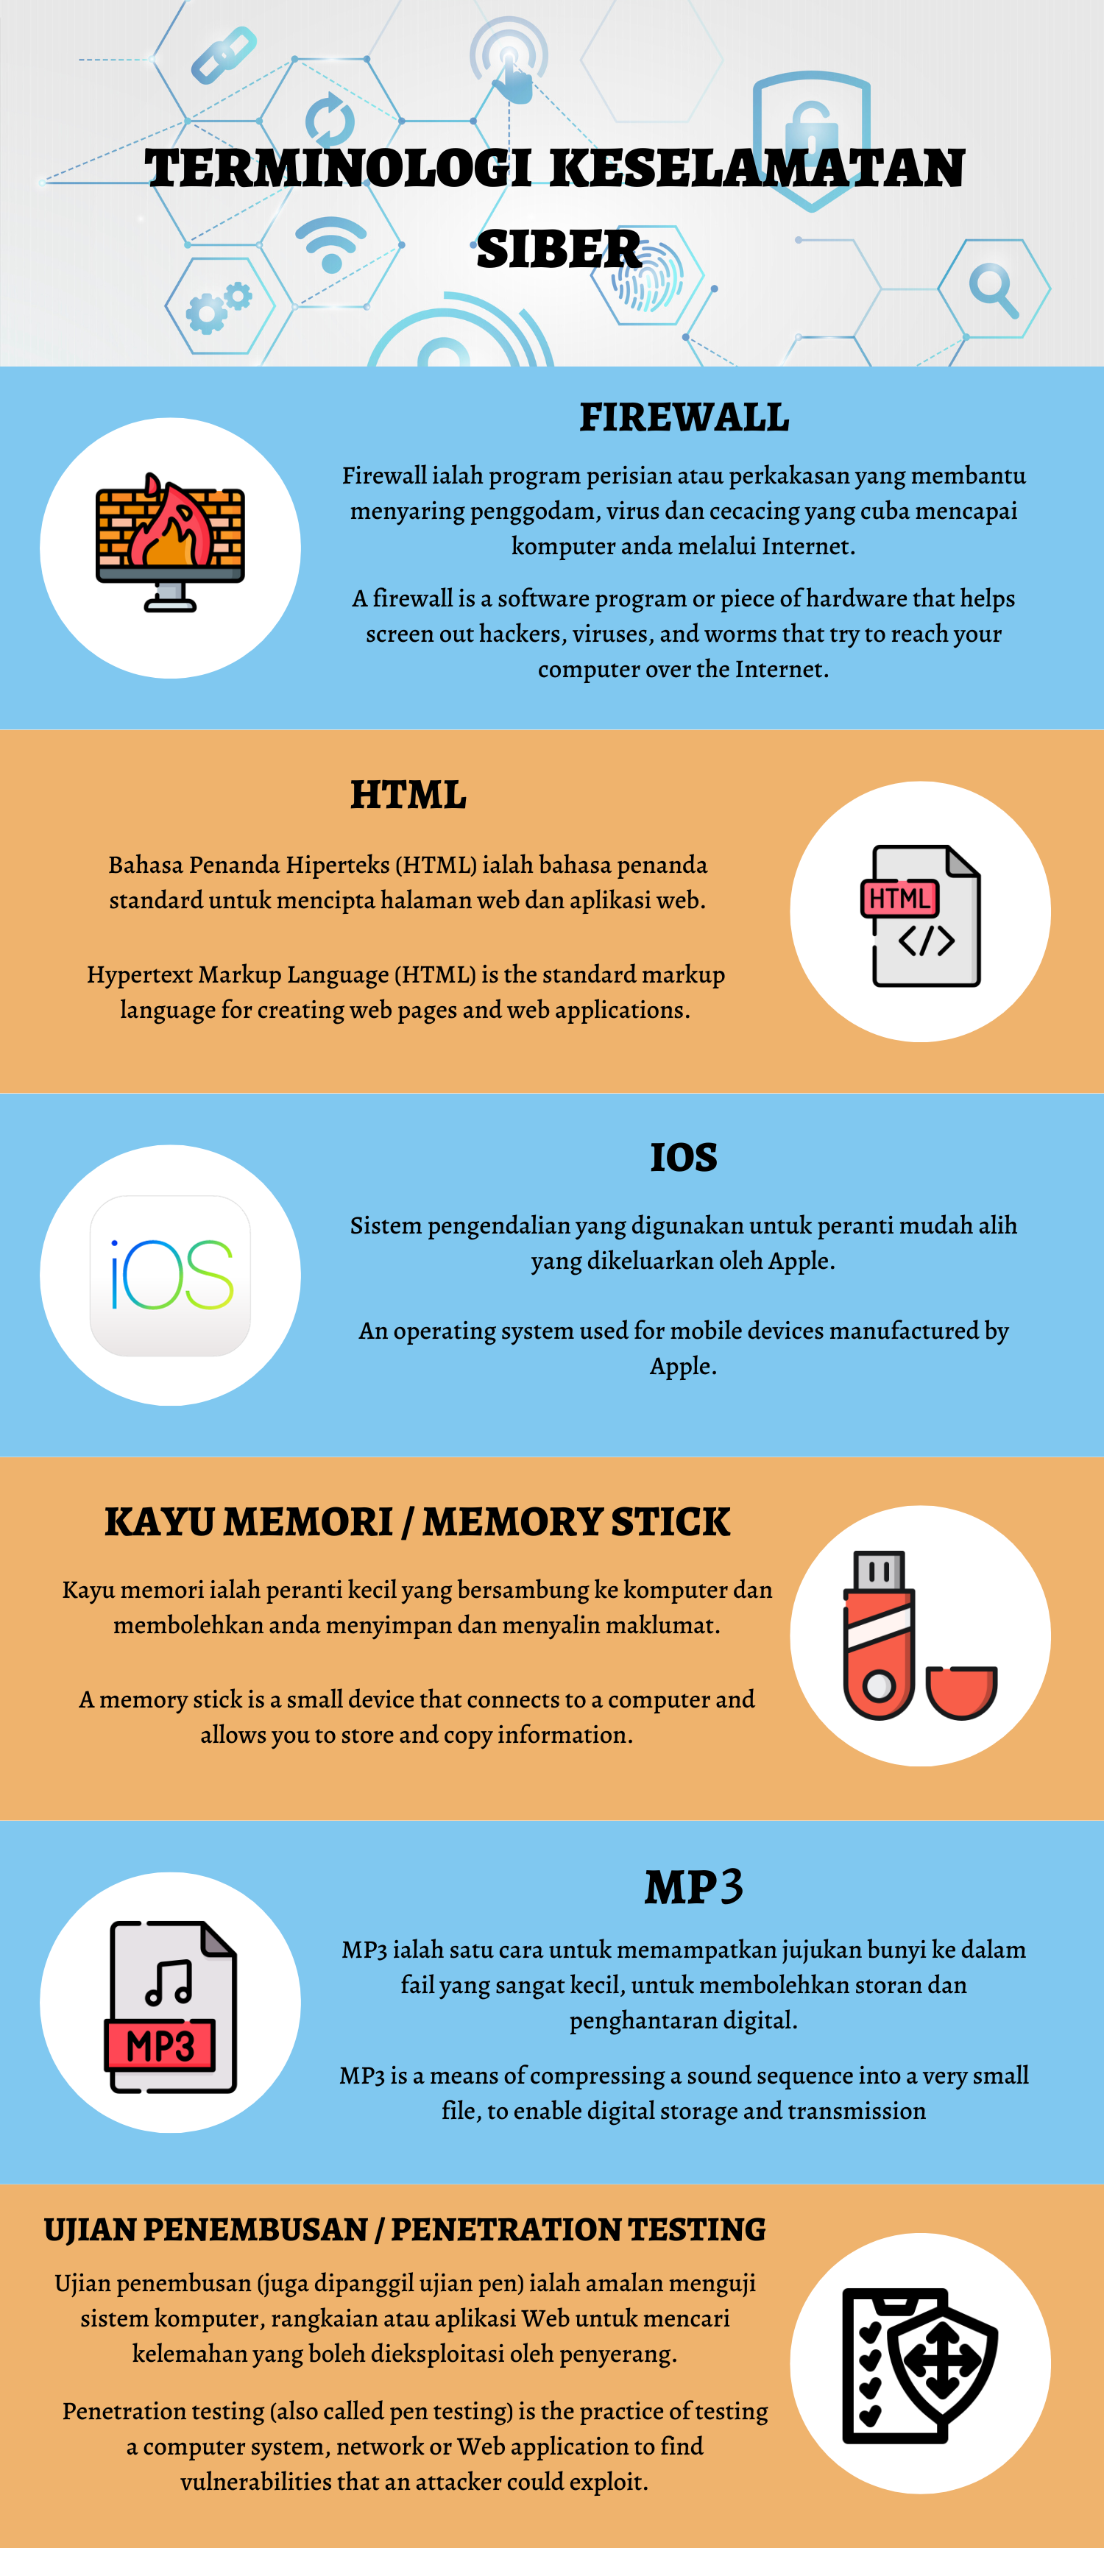 TERMINOLOGI KESELAMATAN
SIBER
FIREWALL
Firewall ialah program perisian atau perkakasan yang membantu
menyaring penggodam, virus dan cecacing yang cuba mencapai
komputer anda melalui Internet.
A firewall is a software program or piece of hardware that helps
screen out hackers, viruses, and worms that try to reach your
computer over the Internet.
HTML
Bahasa Penanda Hiperteks (HTML) ialah bahasa penanda
standard untuk mencipta halaman web dan aplikasi web.
Hypertext Markup Language (HTML) is the standard markup
language for creating web pages and web applications.
HTML
</>
IOS
Sistem pengendalian yang digunakan untuk peranti mudah alih
yang dikeluarkan oleh Apple.
An operating system used for mobile devices manufactured by
Apple.
iOS
KAYU MEMORI / MEMORY STICK
Kayu memori ialah peranti kecil yang bersambung ke komputer dan
membolehkan anda menyimpan dan menyalin maklumat.
A memory stick is a small device that connects to a computer and
allows you to store and copy information.
MP3
MP3 ialah satu cara untuk memampatkan jujukan bunyi ke dalam
fail yang sangat kecil, untuk membolehkan storan dan
penghantaran digital.
MP3 is a means of compressing a sound sequence into a very small
file, to enable digital storage and transmission
MP3
UJIAN PENEMBUSAN / PENETRATION TESTING
Ujian penembusan (juga dipanggil ujian pen) ialah amalan menguji
sistem komputer, rangkaian atau aplikasi Web untuk mencari
kelemahan yang boleh dieksploitasi oleh penyerang.
Penetration testing (also called pen testing) is the practice of testing
a computer system, network or Web application to find
vulnerabilities that an attacker could exploit.